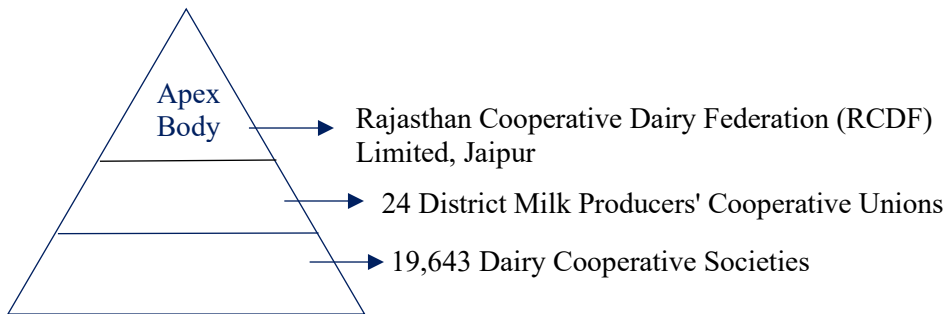 Apex
Body
Rajasthan Cooperative Dairy Federation (RCDF)
Limited, Jaipur
24 District Milk Producers' Cooperative Unions
19,643 Dairy Cooperative Societies